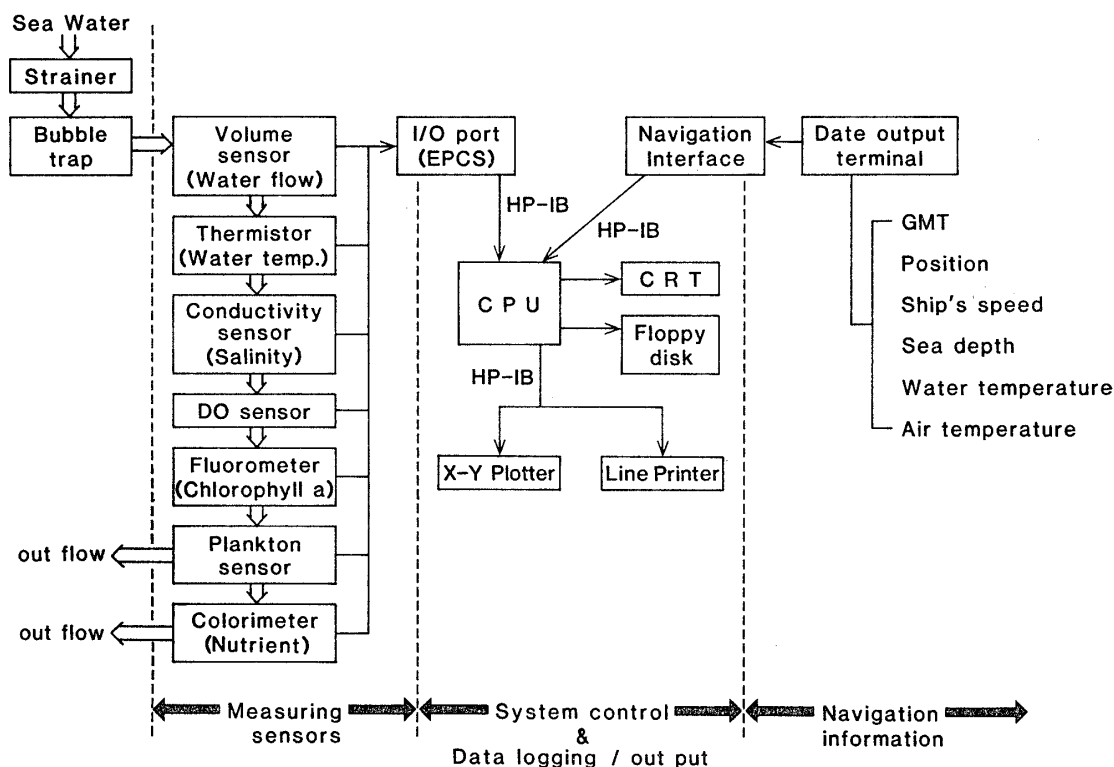 Sea Water
Strainer
Bubble
trap
Volume
sensor
(Water flow)
Thermistor
(Water temp.)
Conductivity
sensor
(Salinity)
DO sensor
Fluorometer
(Chlorophyll a)
Plankton
sensor
Colorimeter
(Nutrient)
out flow
out flow
I/O port
(EPCS)
Navigation
Interface
Date output
terminal
HP-IB
HP-IB
C P U
C R T
Floppy
disk
HP-IB
X-Y Plotter
Line Printer
GMT
Position
Ship's speed
Sea depth
Water temperature
Air temperature
Measuring
sensors
System control
&
Data logging / out put
Navigation
information